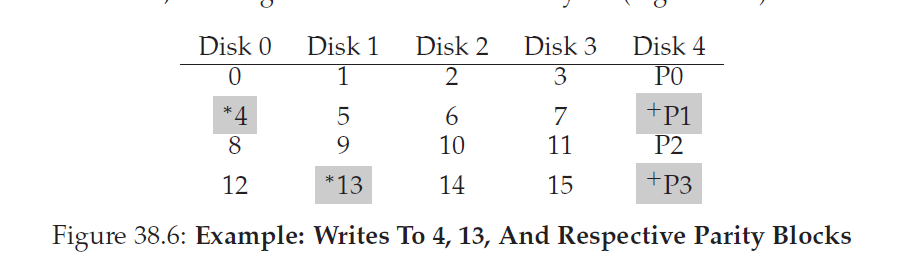 Disk 0 Disk 1 Disk 2 Disk 3 Disk 4
0 1 2 3 P0
*4 5 6 7 +P1
8 9 10 11 P2
12 *13 14 15 +P3
Figure 38.6: Example: Writes To 4, 13, And Respective Parity Blocks